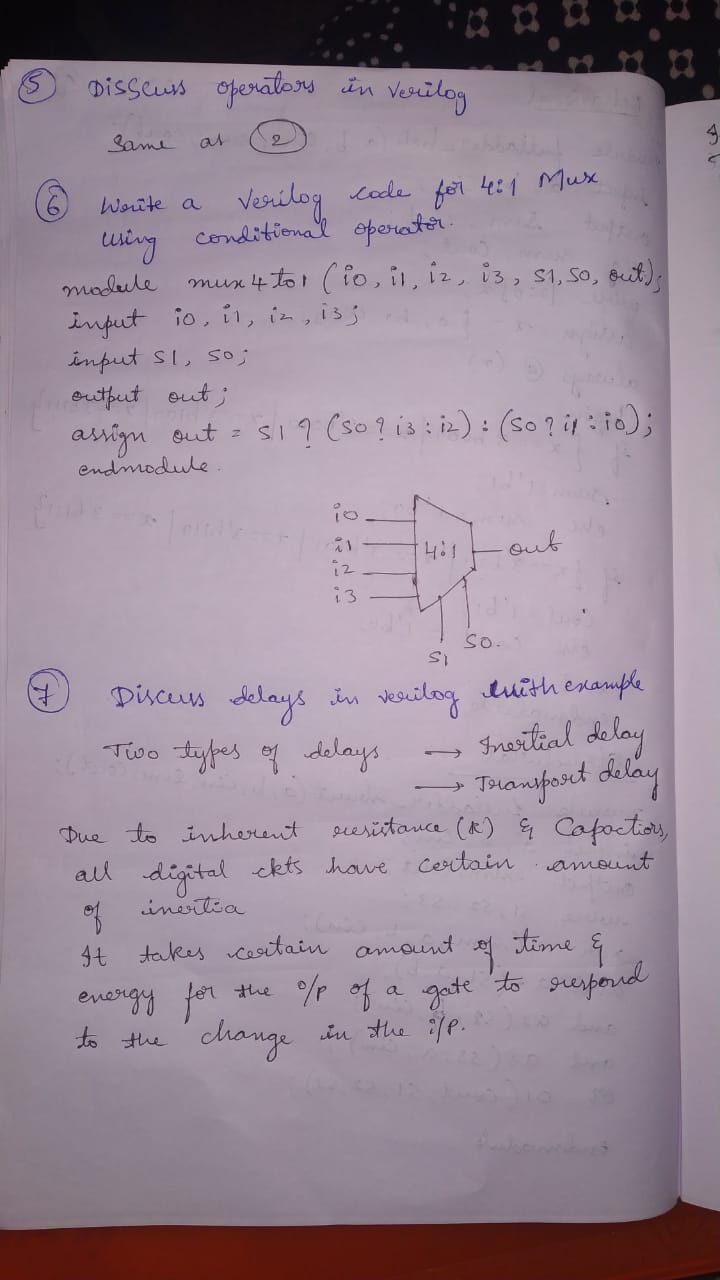 5 DISScuss operators in verilog
Same as 2
6 Write a Verilog code for 4:1 Mux
using conditional operator.
module mux4to1 (i0, i1, i2, i3, S1, S0, out);
input i0, i1, i2, i3;
input S1, S0;
output out;
assign out = S1 ? (S0 ? i3 : i2) : (S0 ? i1 : i0);
endmodule.
i0
i1
4:1
out
i2
i3
S0.
S1
7 Discuss delays in verilog with example
Two types of delays → Inertial delay
→ Transport delay
Due to inherent resistance (R) & Capactiors,
all digital ckts have certain amount
of inertia
It takes certain amount of time &
energy for the o/p of a gate to respond
to the change in the i/p.